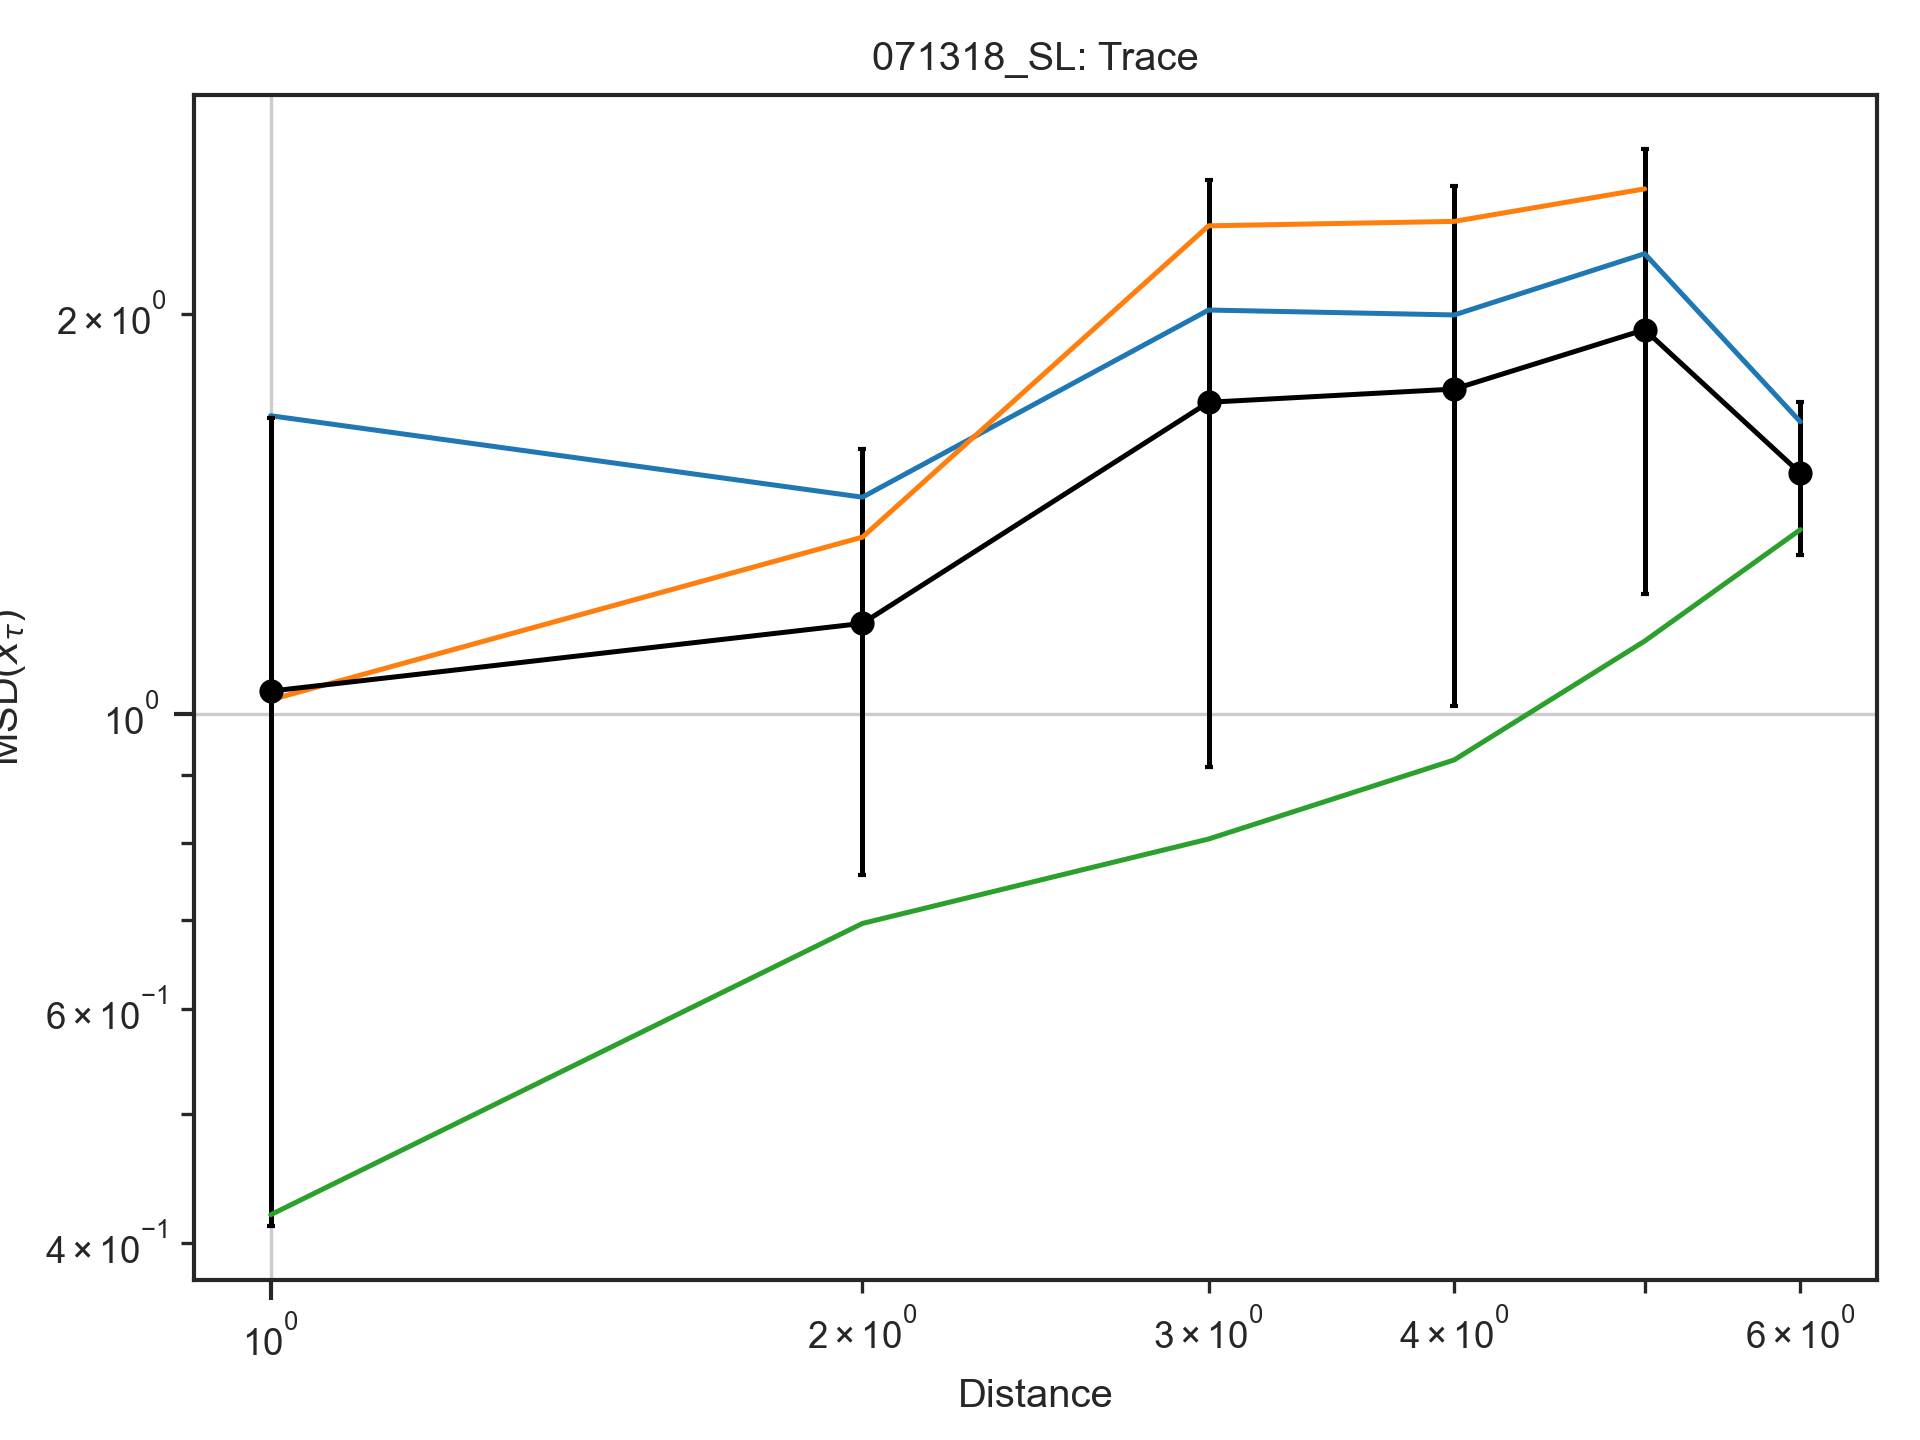 071318_SL: Trace
2 × 10⁰
10⁰
6 × 10⁻¹
4 × 10⁻¹
MSD(xτ)
10⁰
2 × 10⁰
3 × 10⁰
4 × 10⁰
6 × 10⁰
Distance